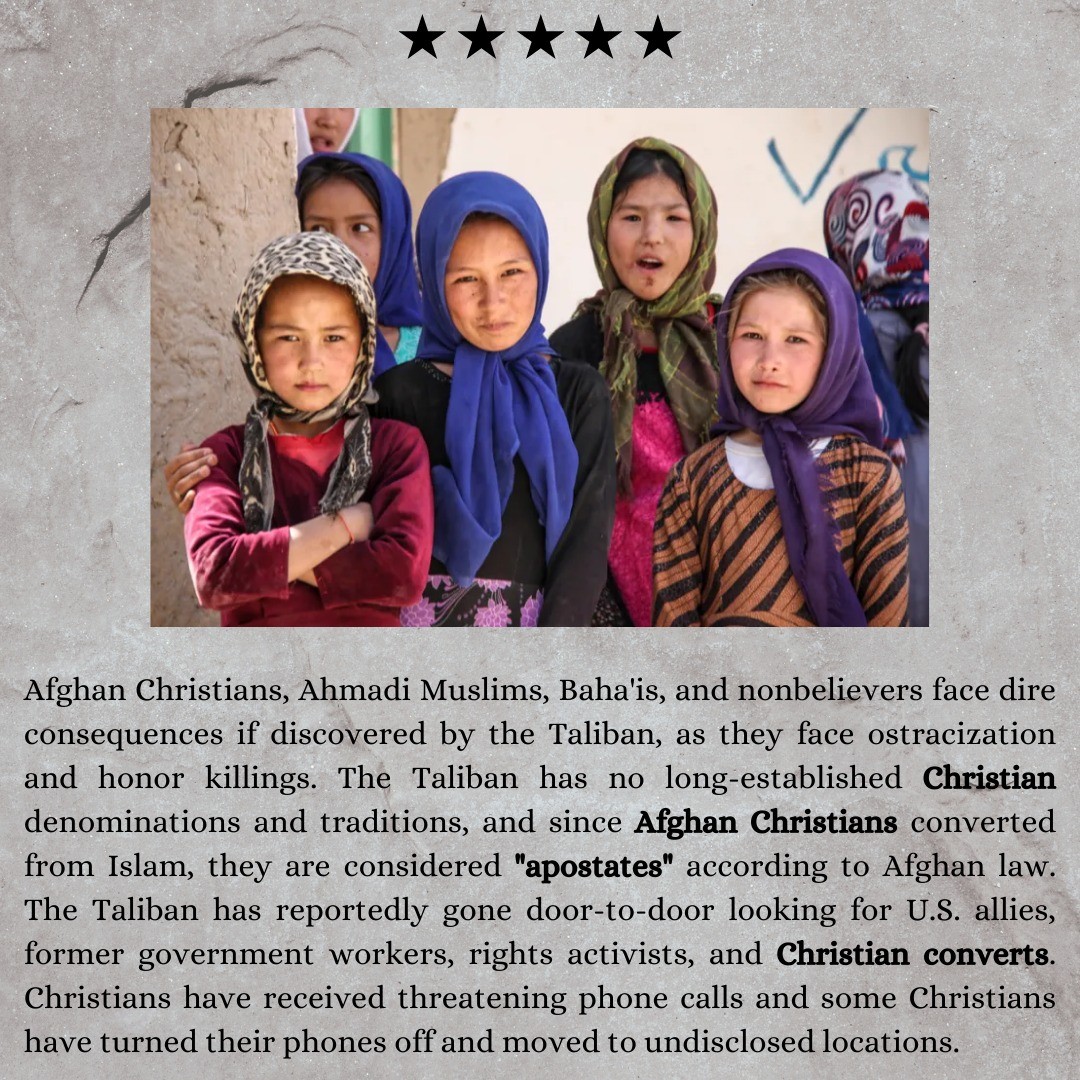 Afghan Christians, Ahmadi Muslims, Baha'is, and nonbelievers face dire
consequences if discovered by the Taliban, as they face ostracization
and honor killings. The Taliban has no long-established Christian
denominations and traditions, and since Afghan Christians converted
from Islam, they are considered "apostates" according to Afghan law.
The Taliban has reportedly gone door-to-door looking for U.S. allies,
former government workers, rights activists, and Christian converts.
Christians have received threatening phone calls and some Christians
have turned their phones off and moved to undisclosed locations.